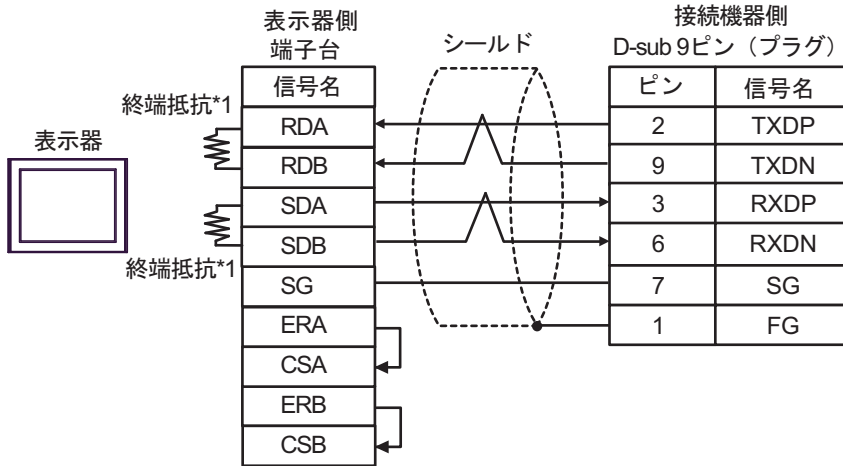 表示器側
端子台
シールド
接続機器側
D-sub 9ピン（プラグ）
信号名
ピン 信号名
終端抵抗*1
表示器
RDA 2 TXDP
RDB 9 TXDN
SDA 3 RXDP
SDB 6 RXDN
終端抵抗*1
SG 7 SG
ERA 1 FG
CSA
ERB
CSB